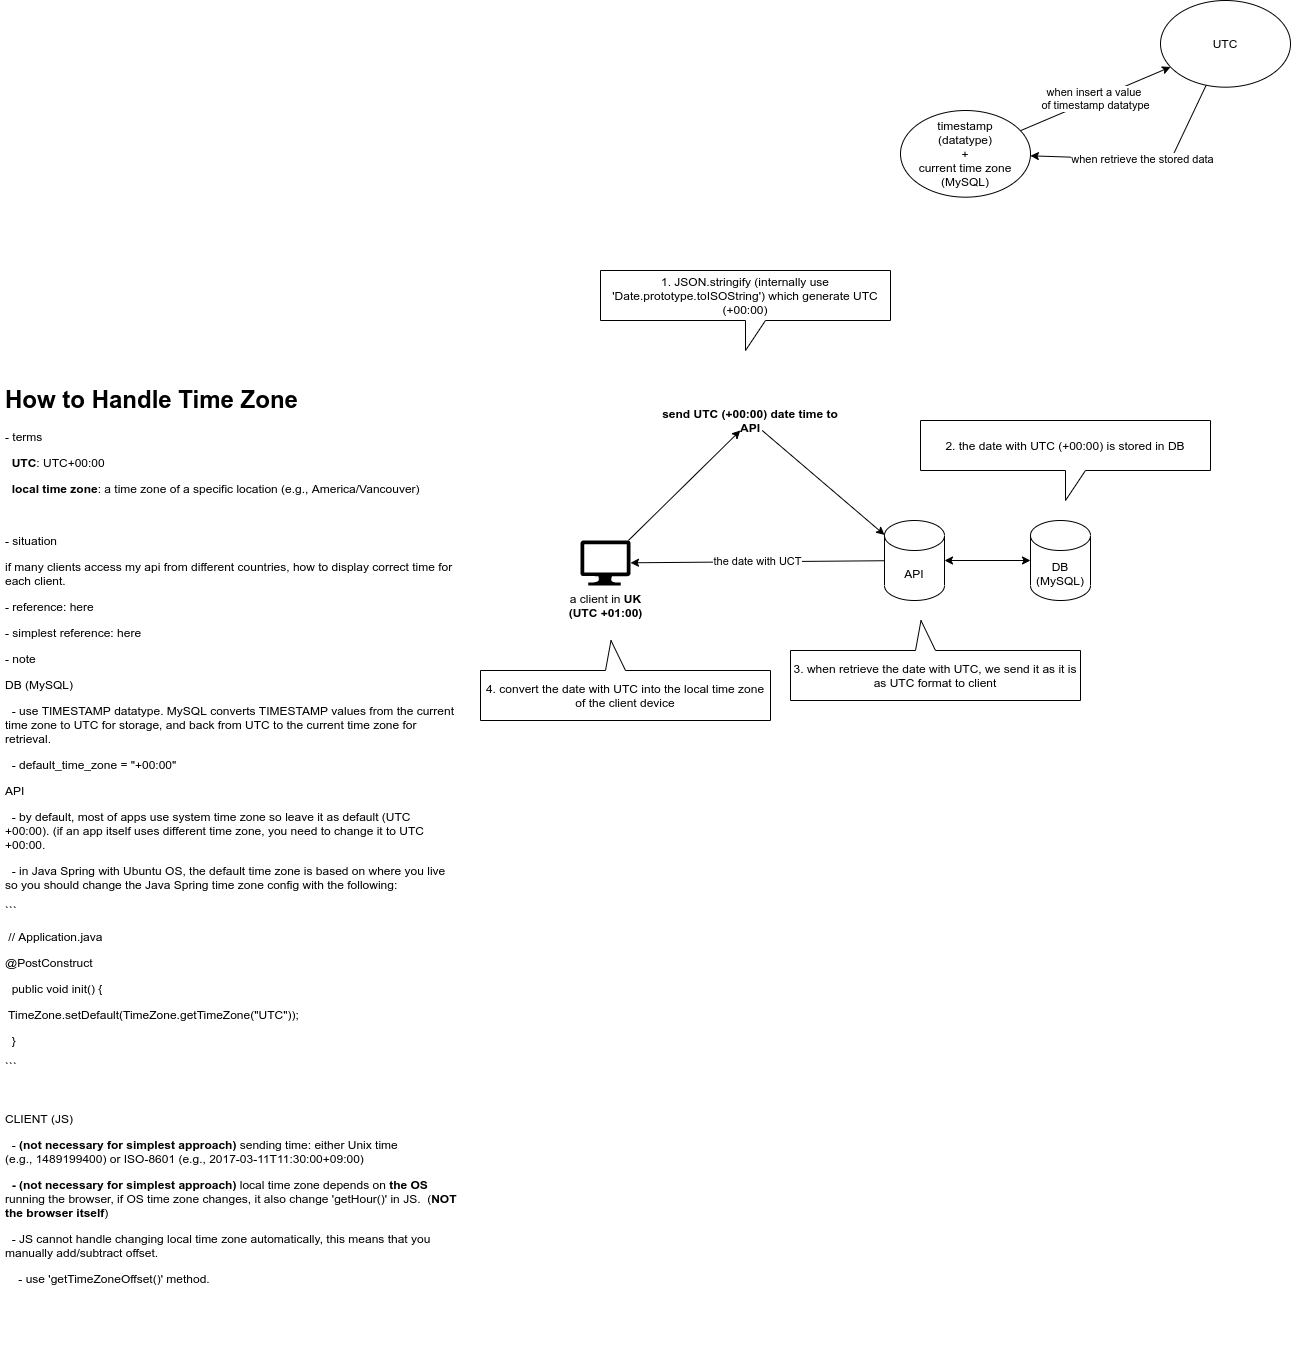 UTC
when insert a value
of timestamp datatype
timestamp
(datatype)
+
current time zone
(MySQL)
when retrieve the stored data
1. JSON.stringify (internally use
'Date.prototype.toISOString') which generate UTC
(+00:00)
send UTC (+00:00) date time to
API
2. the date with UTC (+00:00) is stored in DB
the date with UCT
API
DB
(MySQL)
a client in UK
(UTC +01:00)
3. when retrieve the date with UTC, we send it as it is
as UTC format to client
4. convert the date with UTC into the local time zone
of the client device
How to Handle Time Zone
- terms
UTC: UTC+00:00
local time zone: a time zone of a specific location (e.g., America/Vancouver)
- situation
if many clients access my api from different countries, how to display correct time for
each client.
- reference: here
- simplest reference: here
- note
DB (MySQL)
- use TIMESTAMP datatype. MySQL converts TIMESTAMP values from the current
time zone to UTC for storage, and back from UTC to the current time zone for
retrieval.
- default_time_zone = "+00:00"
API
- by default, most of apps use system time zone so leave it as default (UTC
+00:00). (if an app itself uses different time zone, you need to change it to UTC
+00:00.
- in Java Spring with Ubuntu OS, the default time zone is based on where you live
so you should change the Java Spring time zone config with the following:
```
// Application.java
@PostConstruct
public void init() {
TimeZone.setDefault(TimeZone.getTimeZone("UTC"));
}
```
CLIENT (JS)
- (not necessary for simplest approach) sending time: either Unix time
(e.g., 1489199400) or ISO-8601 (e.g., 2017-03-11T11:30:00+09:00)
- (not necessary for simplest approach) local time zone depends on the OS
running the browser, if OS time zone changes, it also change 'getHour()' in JS. (NOT
the browser itself)
- JS cannot handle changing local time zone automatically, this means that you
manually add/subtract offset.
- use 'getTimeZoneOffset()' method.